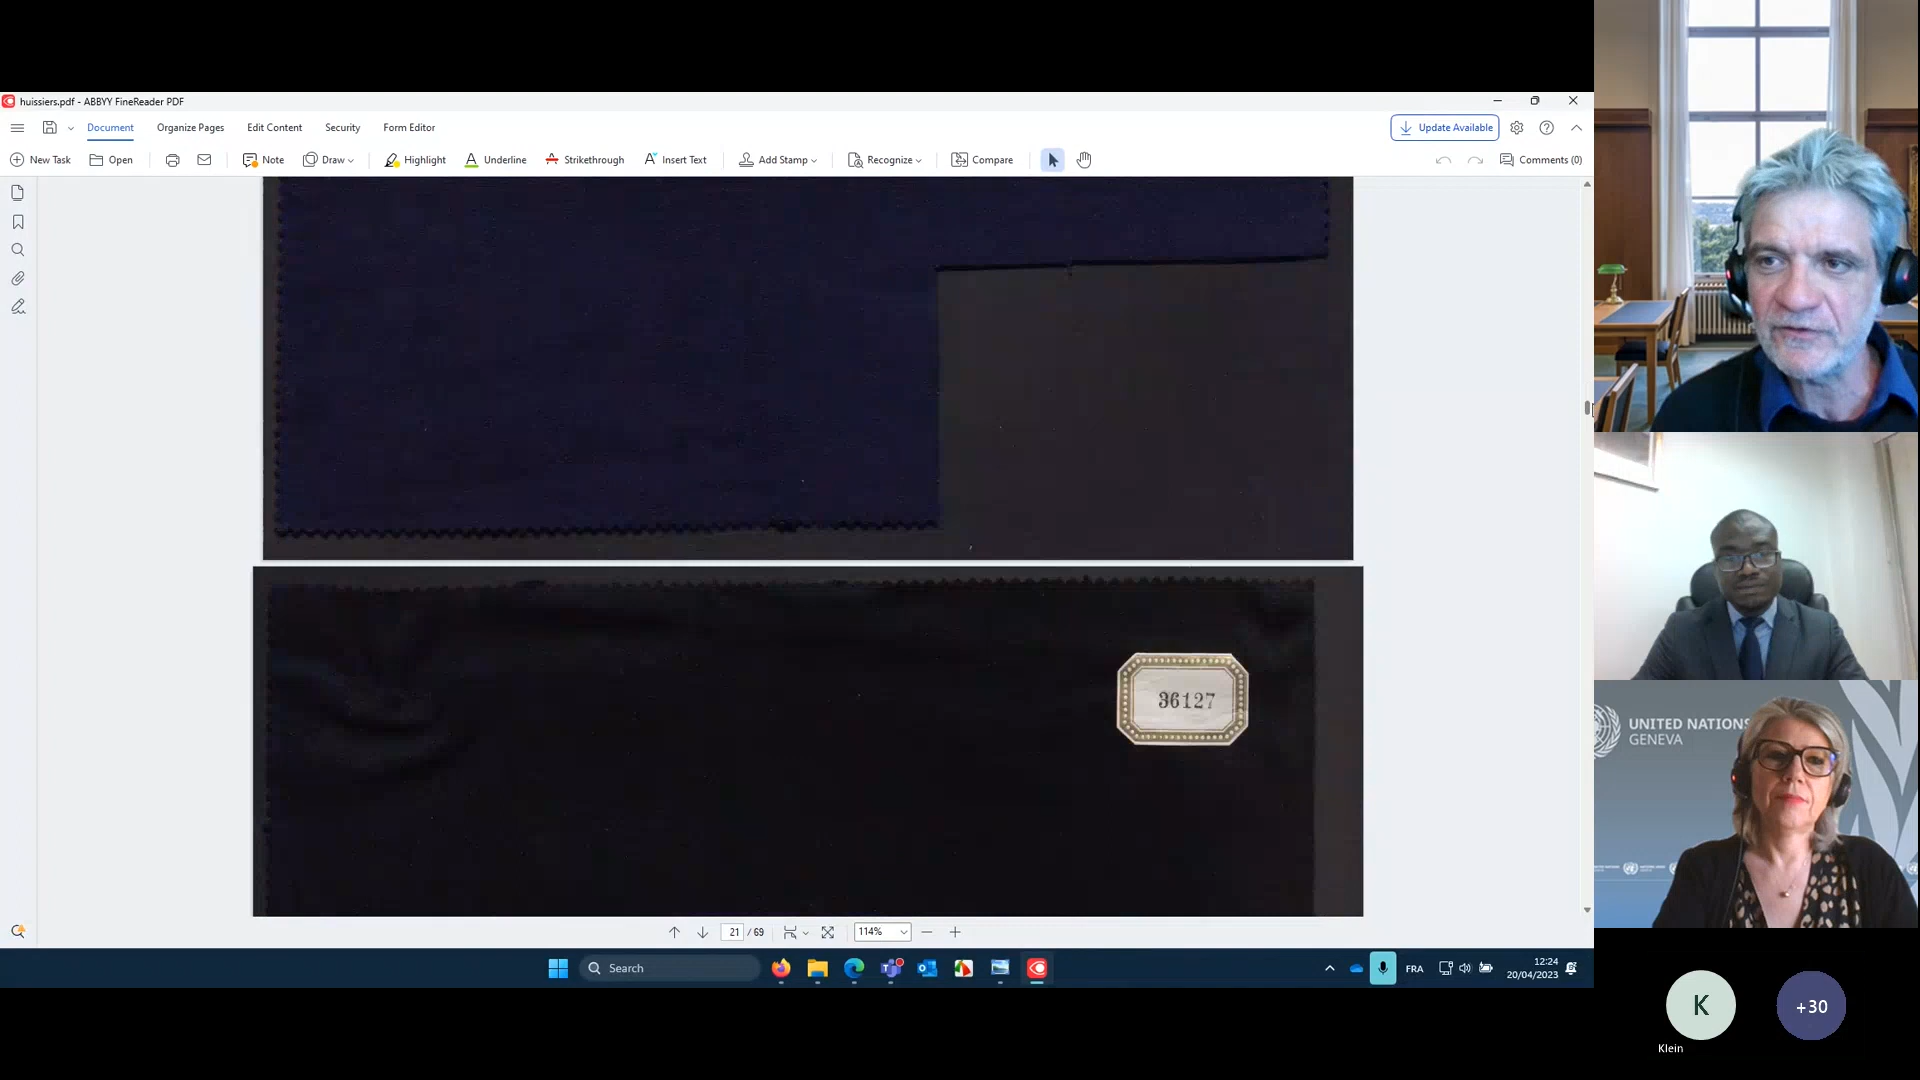 huissiers.pdf - ABBYY FineReader PDF
Document Organize Pages Edit Content Security Form Editor
Update Available
New Task Open Note Draw Highlight Underline Strikethrough Insert Text Add Stamp Recognize Compare Comments (0)
36127
21 / 69 114%
Search
FRA
12:24
20/04/2023
UNITED NATIONS
GENEVA
K
+30
Klein